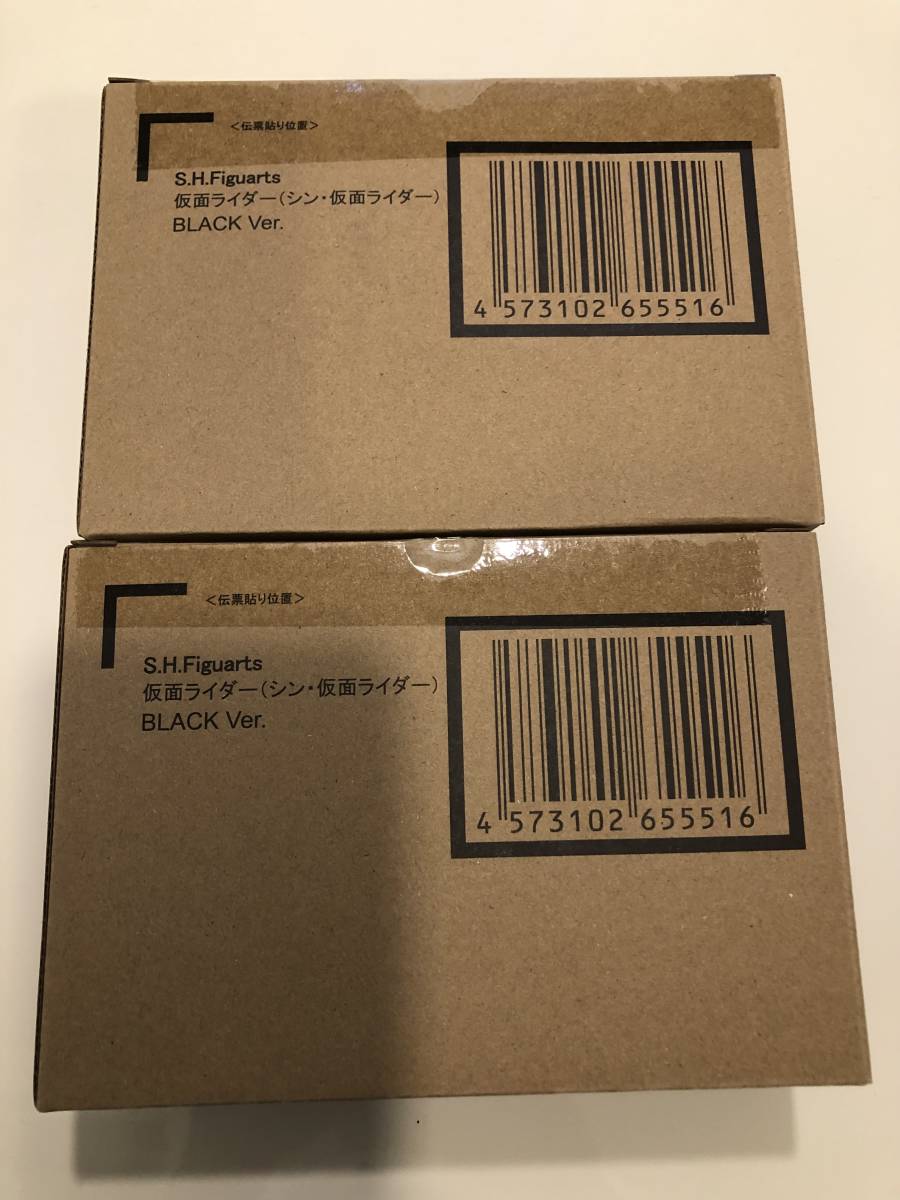 ＜伝票貼り位置＞
S.H.Figuarts
仮面ライダー（シン・仮面ライダー）
BLACK Ver.
4 573102 655516
＜伝票貼り位置＞
S.H.Figuarts
仮面ライダー（シン・仮面ライダー）
BLACK Ver.
4 573102 655516